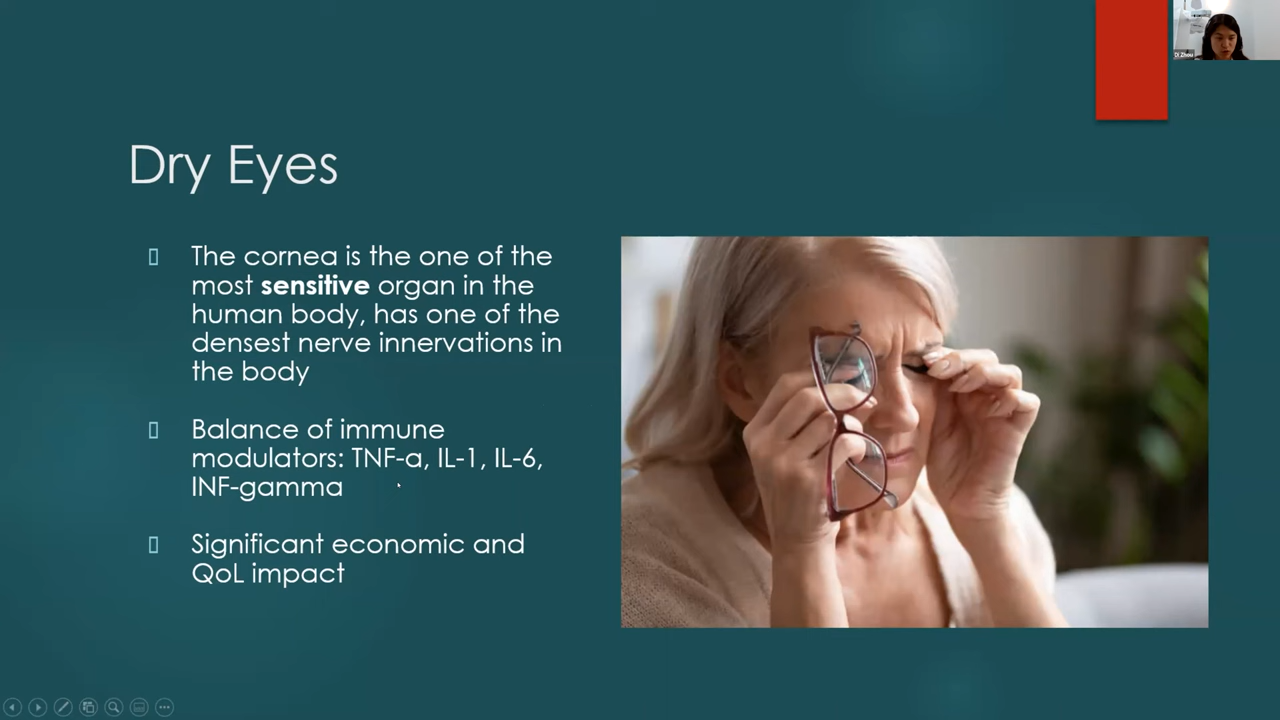 Di Zhou
Dry Eyes
The cornea is the one of the
most sensitive organ in the
human body, has one of the
densest nerve innervations in
the body
Balance of immune
modulators: TNF-a, IL-1, IL-6,
INF-gamma
Significant economic and
QoL impact